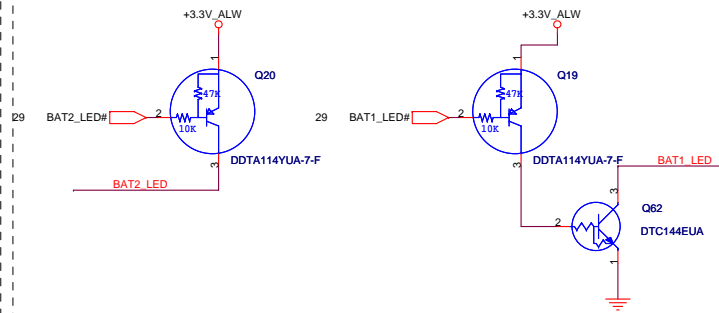 +3.3V_ALW
+3.3V_ALW
1
1
Q20
Q19
47K
47K
29
BAT2_LED#
2
10K
29
BAT1_LED#
2
10K
DDTA114YUA-7-F
DDTA114YUA-7-F
3
3
BAT2_LED
BAT1_LED
3
Q62
2
DTC144EUA
1